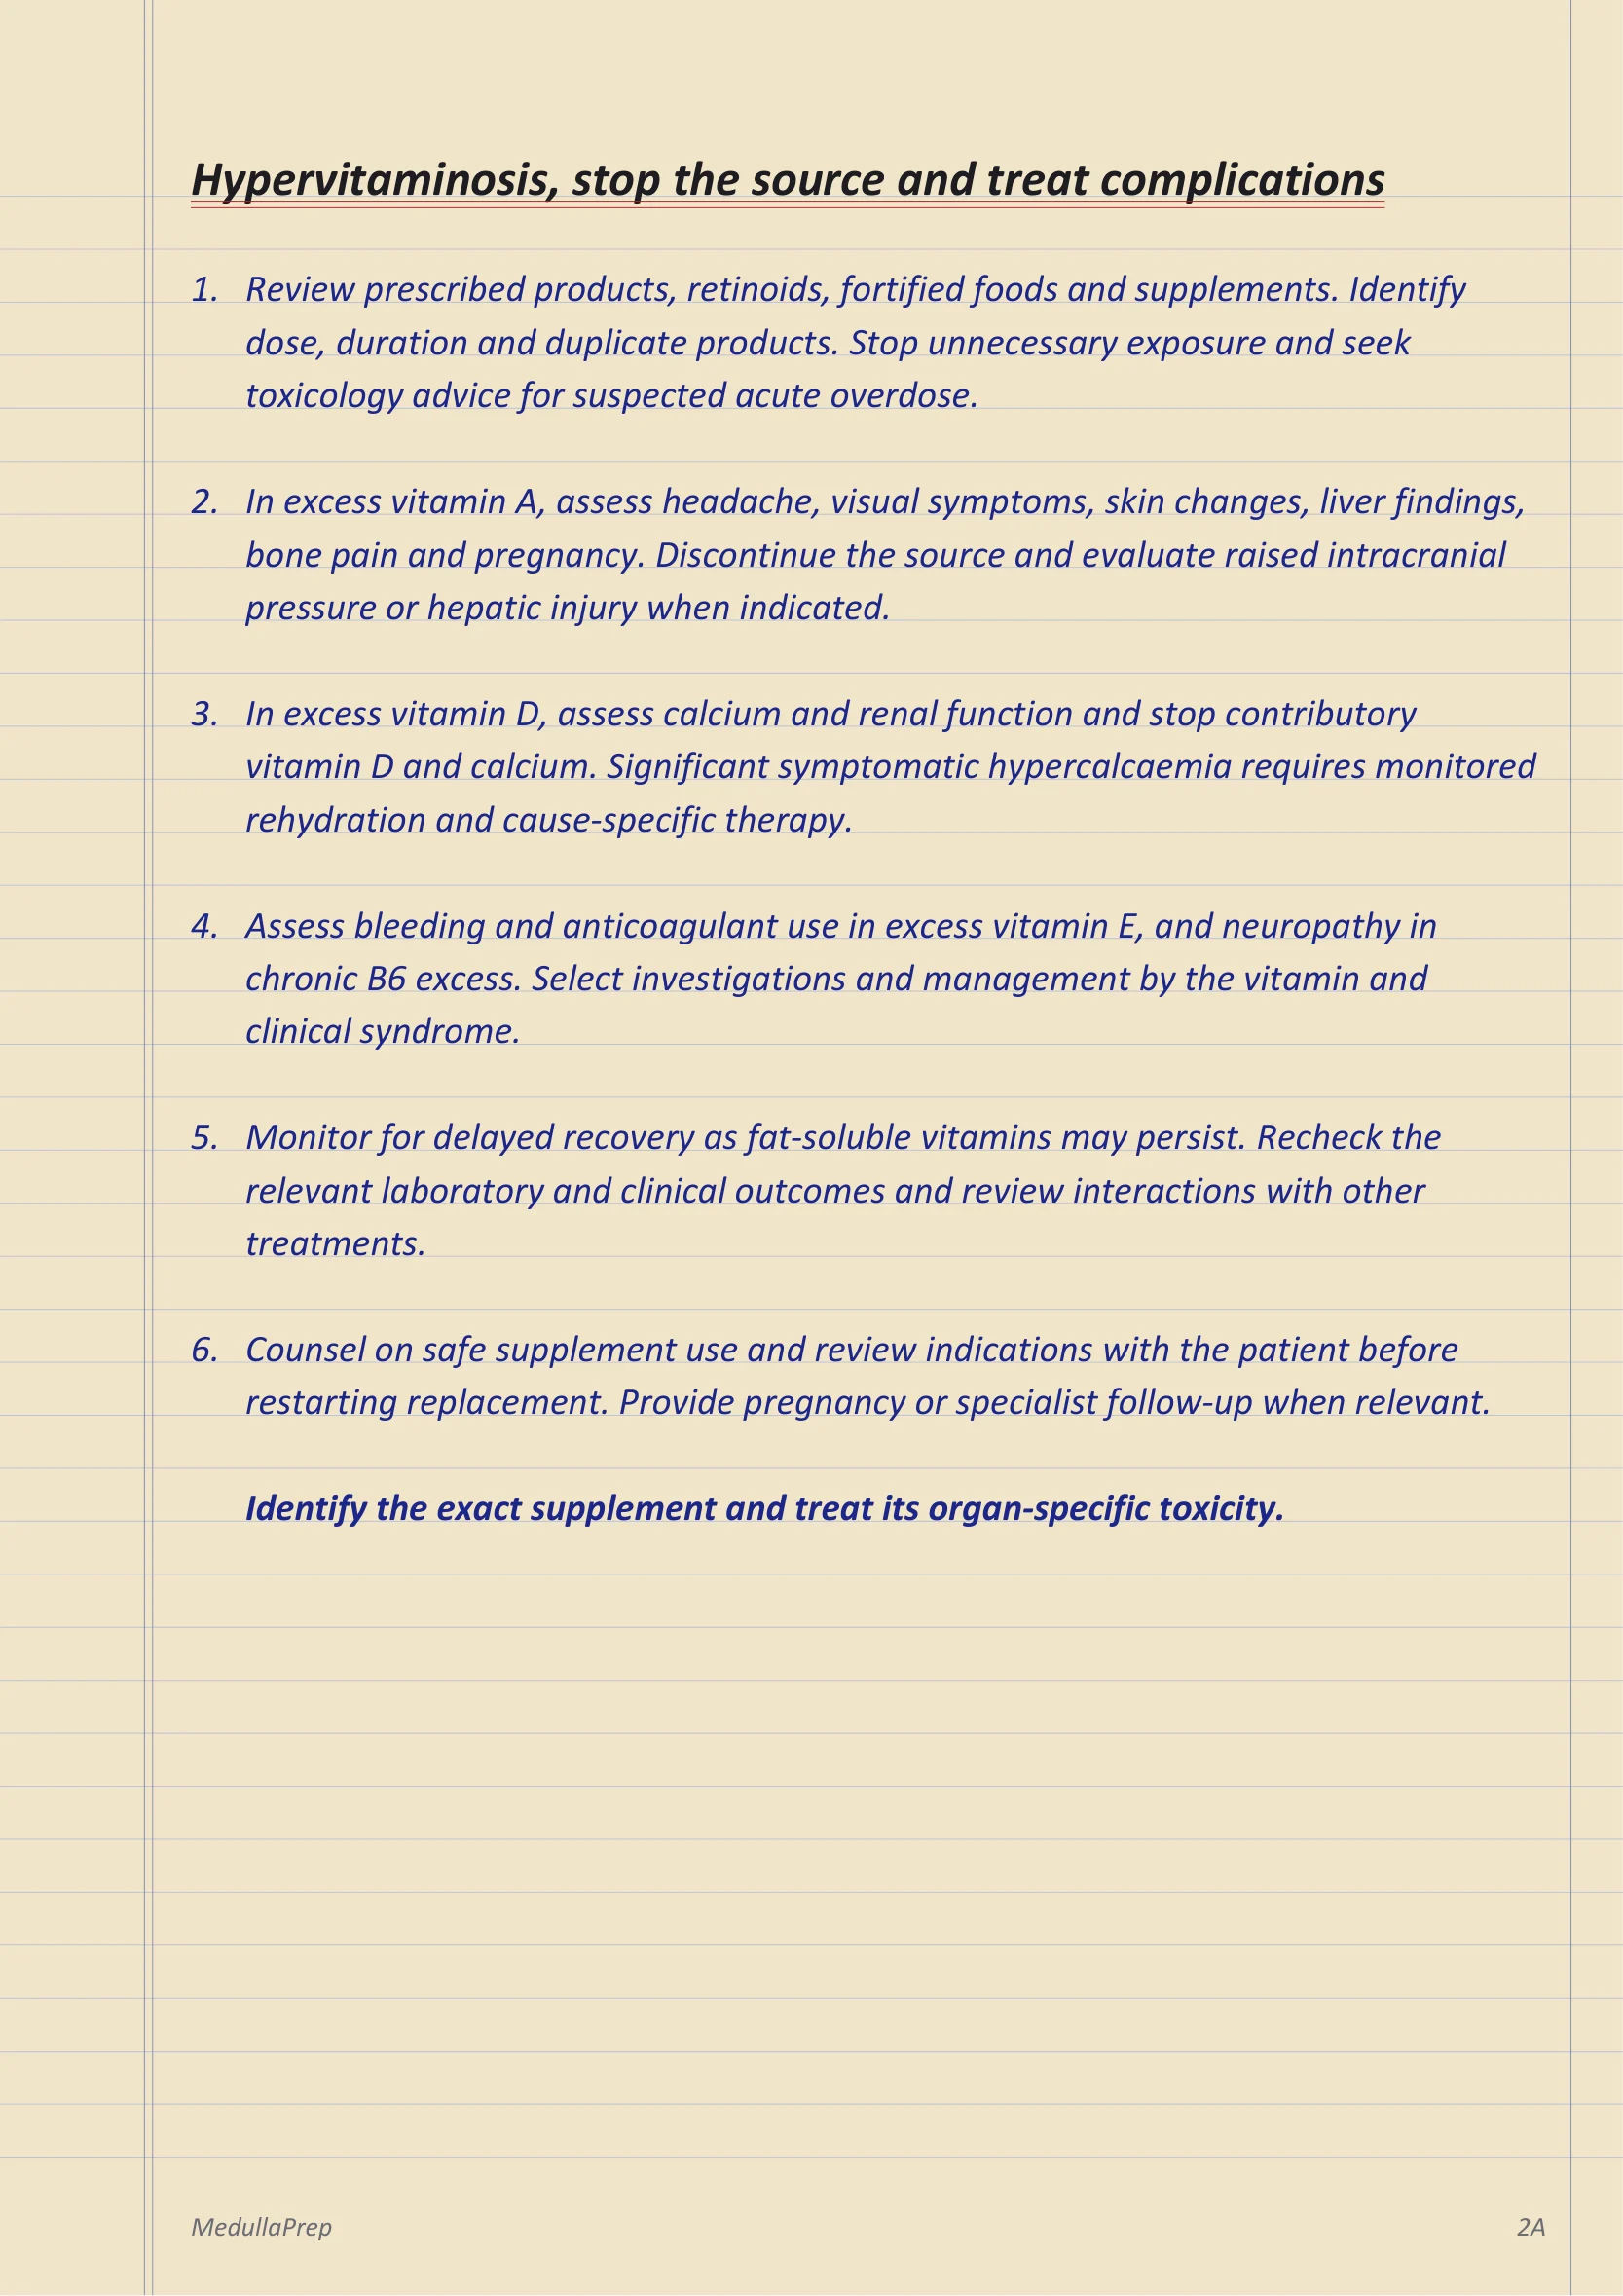 Hypervitaminosis, stop the source and treat complications
1. Review prescribed products, retinoids, fortified foods and supplements. Identify
dose, duration and duplicate products. Stop unnecessary exposure and seek
toxicology advice for suspected acute overdose.
2. In excess vitamin A, assess headache, visual symptoms, skin changes, liver findings,
bone pain and pregnancy. Discontinue the source and evaluate raised intracranial
pressure or hepatic injury when indicated.
3. In excess vitamin D, assess calcium and renal function and stop contributory
vitamin D and calcium. Significant symptomatic hypercalcaemia requires monitored
rehydration and cause-specific therapy.
4. Assess bleeding and anticoagulant use in excess vitamin E, and neuropathy in
chronic B6 excess. Select investigations and management by the vitamin and
clinical syndrome.
5. Monitor for delayed recovery as fat-soluble vitamins may persist. Recheck the
relevant laboratory and clinical outcomes and review interactions with other
treatments.
6. Counsel on safe supplement use and review indications with the patient before
restarting replacement. Provide pregnancy or specialist follow-up when relevant.
Identify the exact supplement and treat its organ-specific toxicity.
MedullaPrep
2A